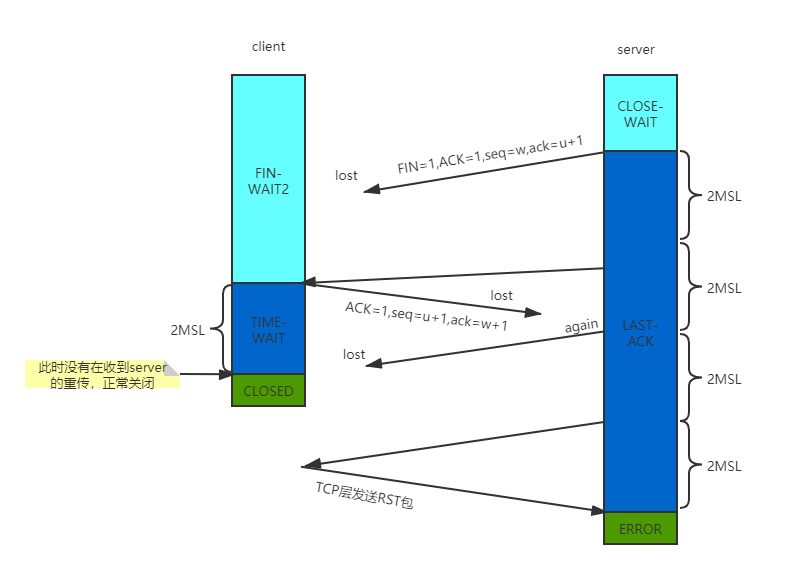 client
server
CLOSE-
WAIT
FIN=1,ACK=1,seq=w,ack=u+1
lost
FIN-
WAIT2
2MSL
2MSL
lost
ACK=1,seq=u+1,ack=w+1
again
2MSL
TIME-
WAIT
LAST-
ACK
lost
此时没有在收到server
的重传，正常关闭
CLOSED
2MSL
2MSL
TCP层发送RST包
ERROR